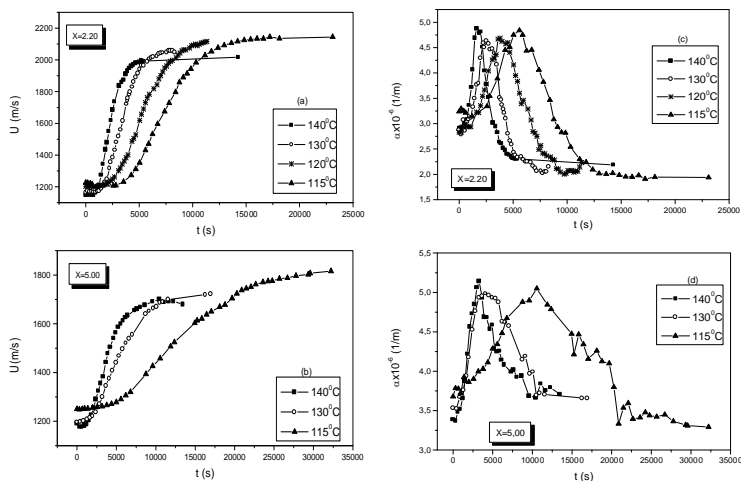 2200
2000
1800
1600
1400
1200
U (m/s)
0 5000 10000 15000 20000 25000
t (s)
X=2.20
(a)
140⁰C
130⁰C
120⁰C
115⁰C
5,0
4,5
4,0
3,5
3,0
2,5
2,0
1,5
αx10⁻⁶ (1/m)
0 5000 10000 15000 20000 25000
t (s)
X=2.20
(c)
140⁰C
130⁰C
120⁰C
115⁰C
1800
1600
1400
1200
U(m/s)
0 5000 10000 15000 20000 25000 30000 35000
t (s)
X=5.00
(b)
140⁰C
130⁰C
115⁰C
5,5
5,0
4,5
4,0
3,5
3,0
αx10⁻⁶ (1/m)
0 5000 10000 15000 20000 25000 30000 35000
t (s)
X=5,00
(d)
140⁰C
130⁰C
115⁰C